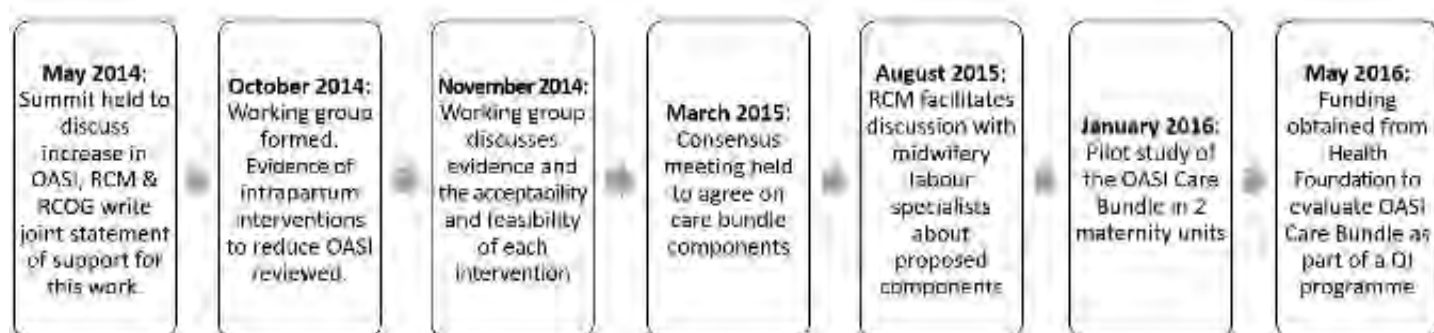 May 2014:
Summit held to
discuss
increase in
OASI, RCM &
RCOG write
joint statement
of support for
this work.
October 2014:
Working group
formed.
Evidence of
intrapartum
interventions
to reduce OASI
reviewed.
November 2014:
Working group
discusses
evidence and
the acceptability
and feasibility
of each
intervention
March 2015:
Consensus
meeting held
to agree on
care bundle
components
August 2015:
RCM facilitates
discussion with
midwifery
labour
specialists
about
proposed
components
January 2016:
Pilot study of
the OASI Care
Bundle in 2
maternity units
May 2016:
Funding
obtained from
Health
Foundation to
evaluate OASI
Care Bundle as
part of a QI
programme